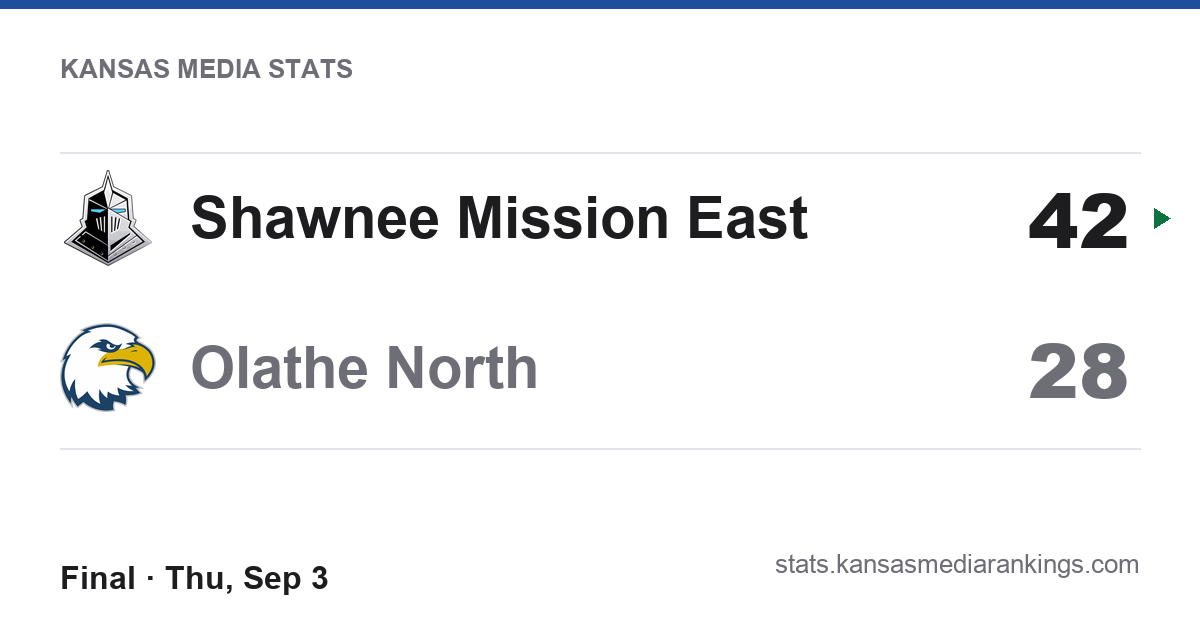 KANSAS MEDIA STATS
Shawnee Mission East 42
Olathe North 28
Final · Thu, Sep 3
stats.kansasmediarankings.com